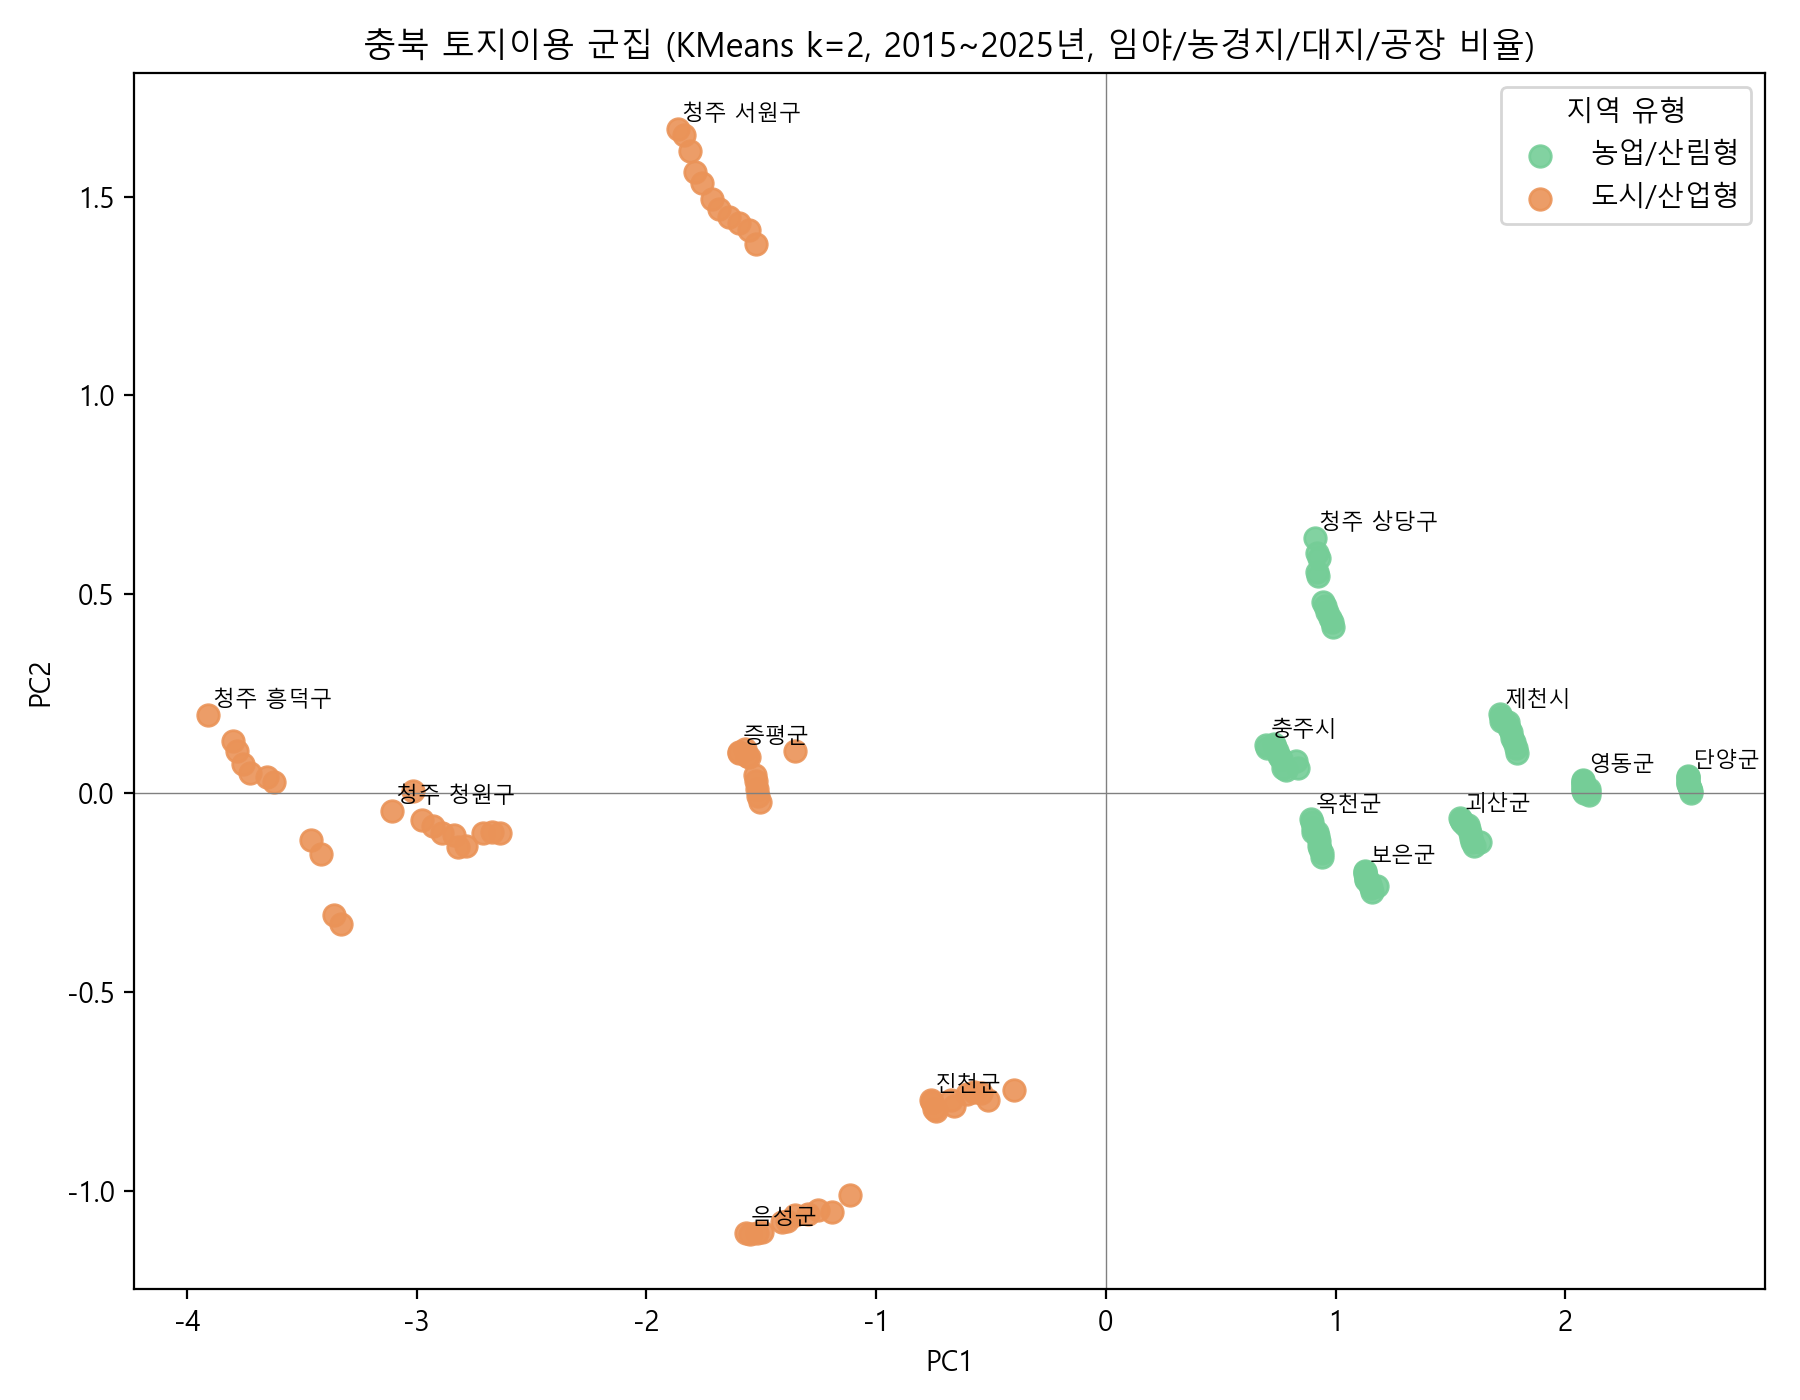 충북 토지이용 군집 (KMeans k=2, 2015~2025년, 임야/농경지/대지/공장 비율)
지역 유형
농업/산림형
도시/산업형
청주 서원구
청주 상당구
청주 흥덕구
증평군
충주시
제천시
영동군
단양군
청주 청원구
옥천군
괴산군
보은군
진천군
음성군
PC2
1.5
1.0
0.5
0.0
-0.5
-1.0
-4
-3
-2
-1
0
1
2
PC1